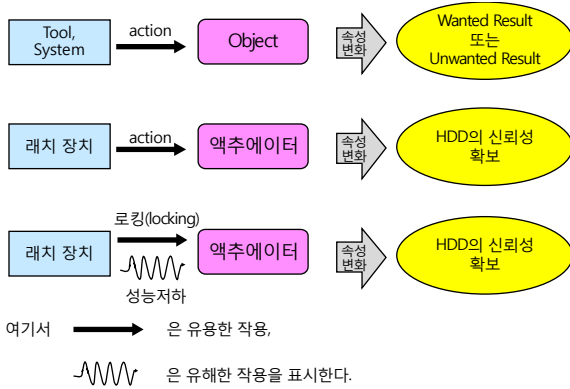 Tool,
System
action
Object
속성
변화
Wanted Result
또는
Unwanted Result
래치 장치
action
액추에이터
속성
변화
HDD의 신뢰성
확보
래치 장치
로킹(locking)
성능저하
액추에이터
속성
변화
HDD의 신뢰성
확보
여기서 은 유용한 작용,
은 유해한 작용을 표시한다.